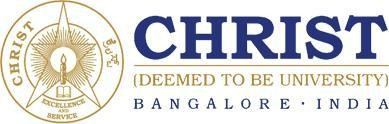 CHRIST
EXCELLENCE
AND
SERVICE
CHRIST
(DEEMED TO BE UNIVERSITY)
BANGALORE · INDIA